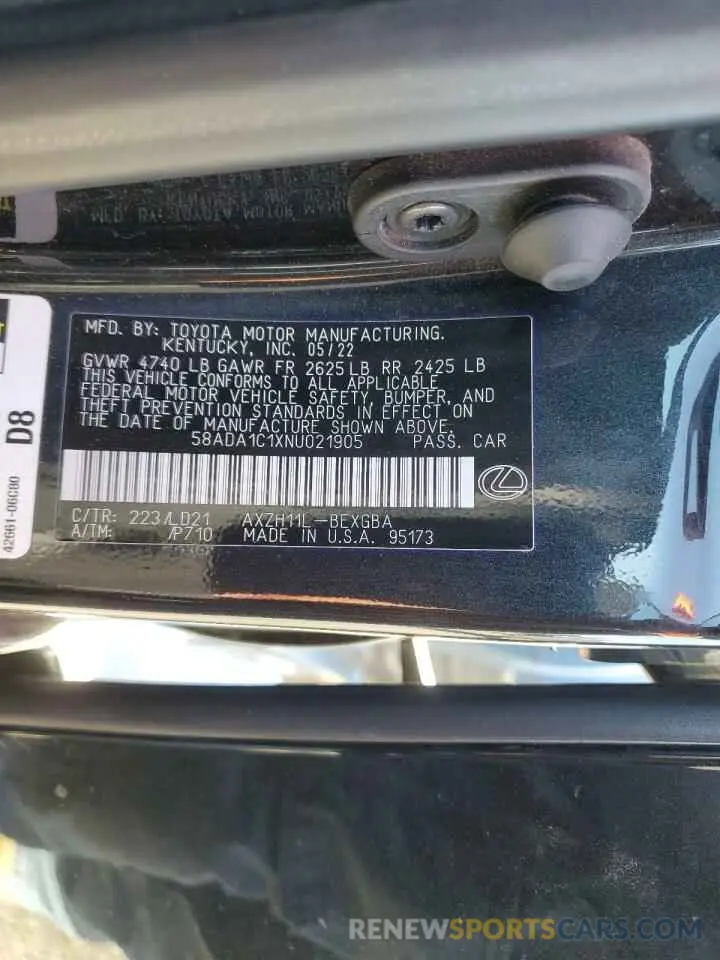 MFD. BY: TOYOTA MOTOR MANUFACTURING.
KENTUCKY, INC. 05/22
GVWR 4740 LB GAWR FR 2625 LB RR 2425 LB
THIS VEHICLE CONFORMS TO ALL APPLICABLE
FEDERAL MOTOR VEHICLE SAFETY, BUMPER, AND
THEFT PREVENTION STANDARDS IN EFFECT ON
THE DATE OF MANUFACTURE SHOWN ABOVE.
58ADA1C1XNU021905 PASS. CAR
C/TR: 223/LD21 AXZH11L-BEXGBA
A/TM: /P710 MADE IN U.S.A. 95173
D8
42661-06C80
RENEWSPORTSCARS.COM